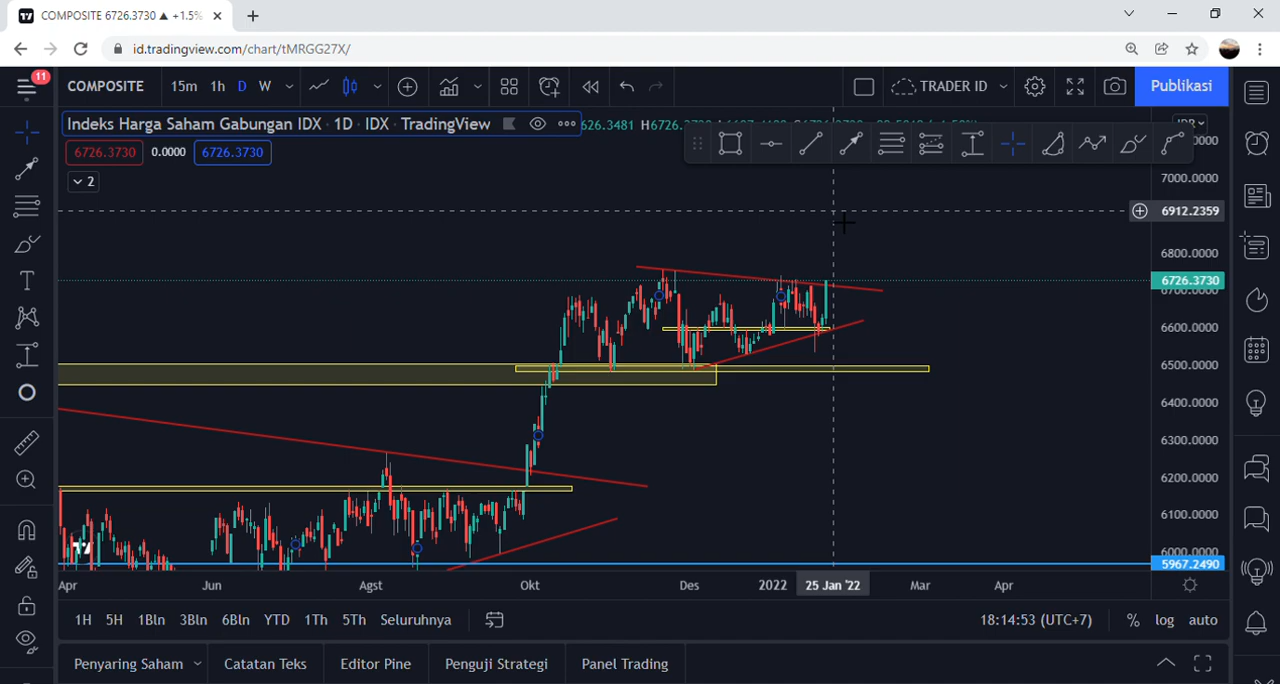 COMPOSITE 6726.3730 ▲ +1.5%
id.tradingview.com/chart/tMRGG27X/
11
COMPOSITE 15m 1h D W TRADER ID Publikasi
Indeks Harga Saham Gabungan IDX · 1D · IDX · TradingView
6726.3730 0.0000 6726.3730
2
7000.0000
6912.2359
6800.0000
6726.3730
6700.0000
6600.0000
6500.0000
6400.0000
6300.0000
6200.0000
6100.0000
6000.0000
5967.2490
Apr Jun Agst Okt Des 2022 25 Jan '22 Mar Apr
1H 5H 1Bln 3Bln 6Bln YTD 1Th 5Th Seluruhnya 18:14:53 (UTC+7) % log auto
Penyaring Saham Catatan Teks Editor Pine Penguji Strategi Panel Trading